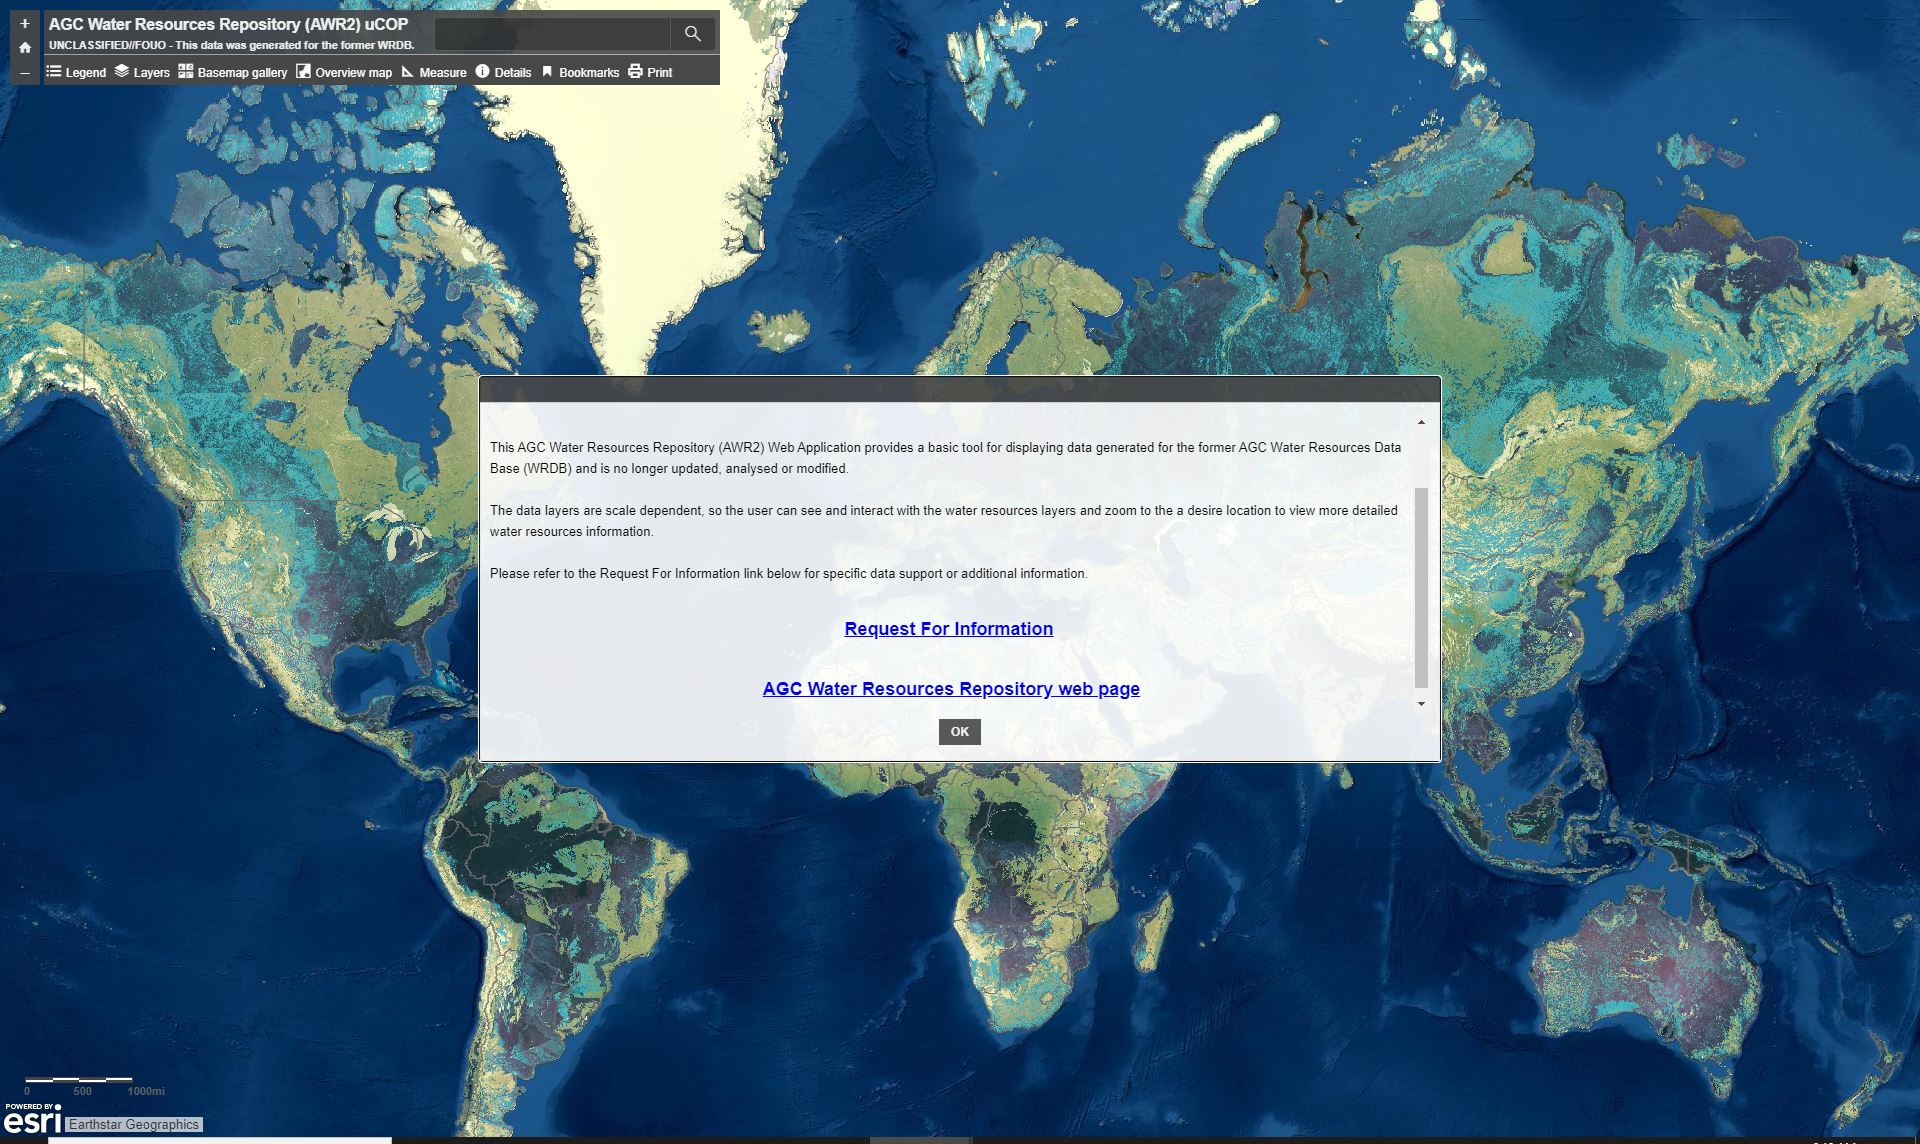 +
AGC Water Resources Repository (AWR2) uCOP
UNCLASSIFIED//FOUO - This data was generated for the former WRDB.
Legend Layers Basemap gallery Overview map Measure Details Bookmarks Print
This AGC Water Resources Repository (AWR2) Web Application provides a basic tool for displaying data generated for the former AGC Water Resources Data
Base (WRDB) and is no longer updated, analysed or modified.
The data layers are scale dependent, so the user can see and interact with the water resources layers and zoom to the a desire location to view more detailed
water resources information.
Please refer to the Request For Information link below for specific data support or additional information.
Request For Information
AGC Water Resources Repository web page
OK
0 500 1000mi
POWERED BY
esri Earthstar Geographics